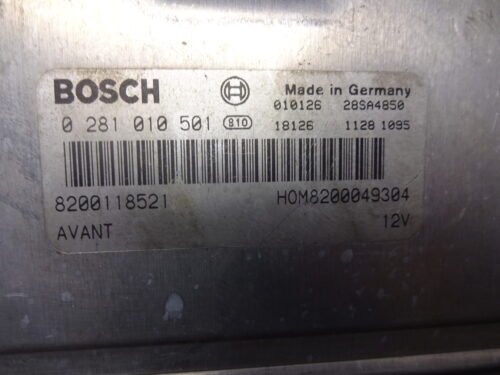 BOSCH Made in Germany
010126 28SA4850
0 281 010 501 810 18126 1128 1095
8200118521 HOM8200049304
AVANT 12V